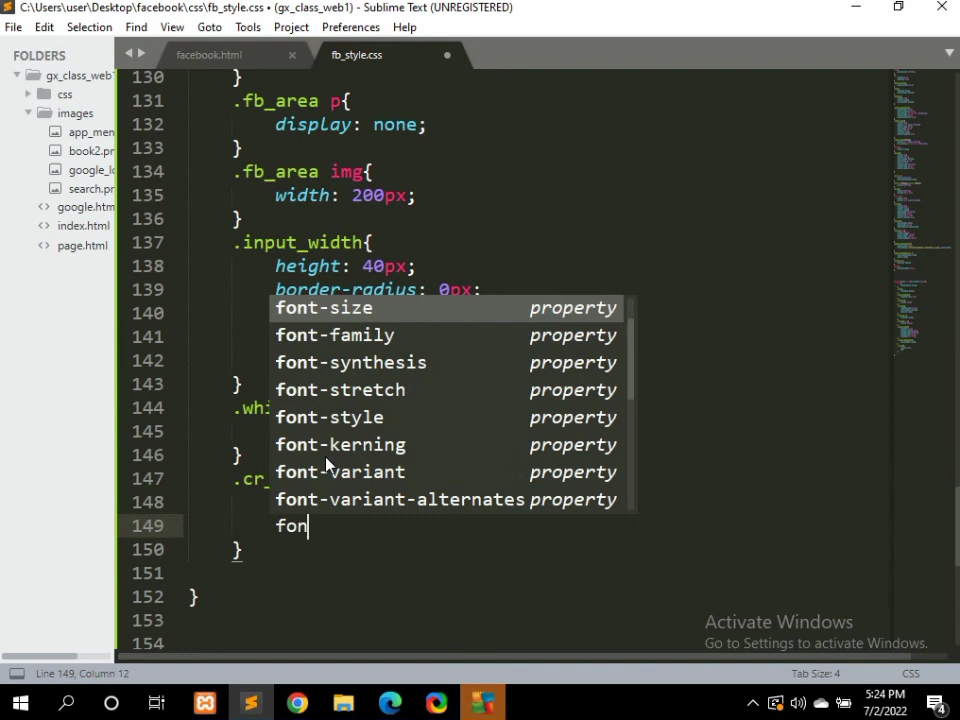 C:\Users\user\Desktop\facebook\css\fb_style.css • (gx_class_web1) - Sublime Text (UNREGISTERED)
File Edit Selection Find View Goto Tools Project Preferences Help
FOLDERS
gx_class_web
css
images
app_men
book2.pr
google_lo
search.pr
google.htm
index.html
page.html
facebook.html
fb_style.css
130 }
131 .fb_area p{
132 display: none;
133 }
134 .fb_area img{
135 width: 200px;
136 }
137 .input_width{
138 height: 40px;
139 border-radius: 0px;
140
141
142
143 }
144 .whi
145
146 }
147 .cr_
148
149 fon
150 }
151
152 }
153
154
font-size property
font-family property
font-synthesis property
font-stretch property
font-style property
font-kerning property
font-variant property
font-variant-alternates property
Activate Windows
Go to Settings to activate Windows.
Line 149, Column 12
Tab Size: 4
CSS
5:24 PM
7/2/2022
4